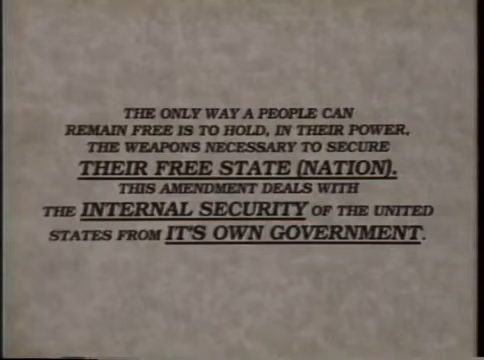 THE ONLY WAY A PEOPLE CAN
REMAIN FREE IS TO HOLD, IN THEIR POWER,
THE WEAPONS NECESSARY TO SECURE
THEIR FREE STATE (NATION).
THIS AMENDMENT DEALS WITH
THE INTERNAL SECURITY OF THE UNITED
STATES FROM IT'S OWN GOVERNMENT.